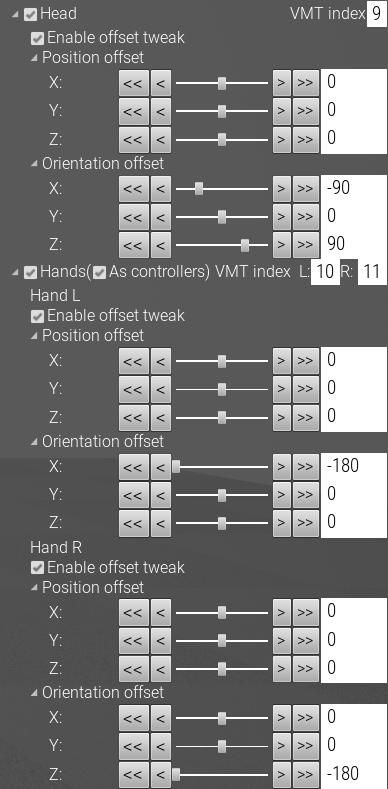 Head VMT index 9
Enable offset tweak
Position offset
X: << < > >> 0
Y: << < > >> 0
Z: << < > >> 0
Orientation offset
X: << < > >> -90
Y: << < > >> 0
Z: << < > >> 90
Hands( As controllers) VMT index L: 10 R: 11
Hand L
Enable offset tweak
Position offset
X: << < > >> 0
Y: << < > >> 0
Z: << < > >> 0
Orientation offset
X: << < > >> -180
Y: << < > >> 0
Z: << < > >> 0
Hand R
Enable offset tweak
Position offset
X: << < > >> 0
Y: << < > >> 0
Z: << < > >> 0
Orientation offset
X: << < > >> 0
Y: << < > >> 0
Z: << < > >> -180